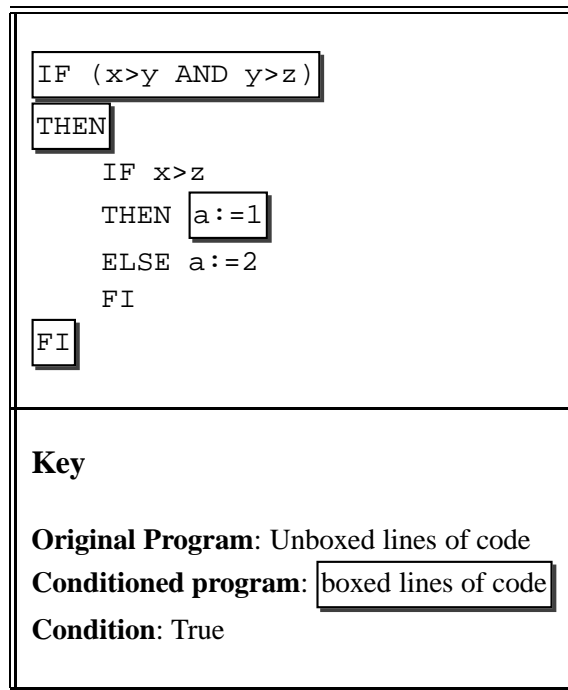 IF (x>y AND y>z)
THEN
IF x>z
THEN a:=1
ELSE a:=2
FI
FI
Key
Original Program: Unboxed lines of code
Conditioned program: boxed lines of code
Condition: True